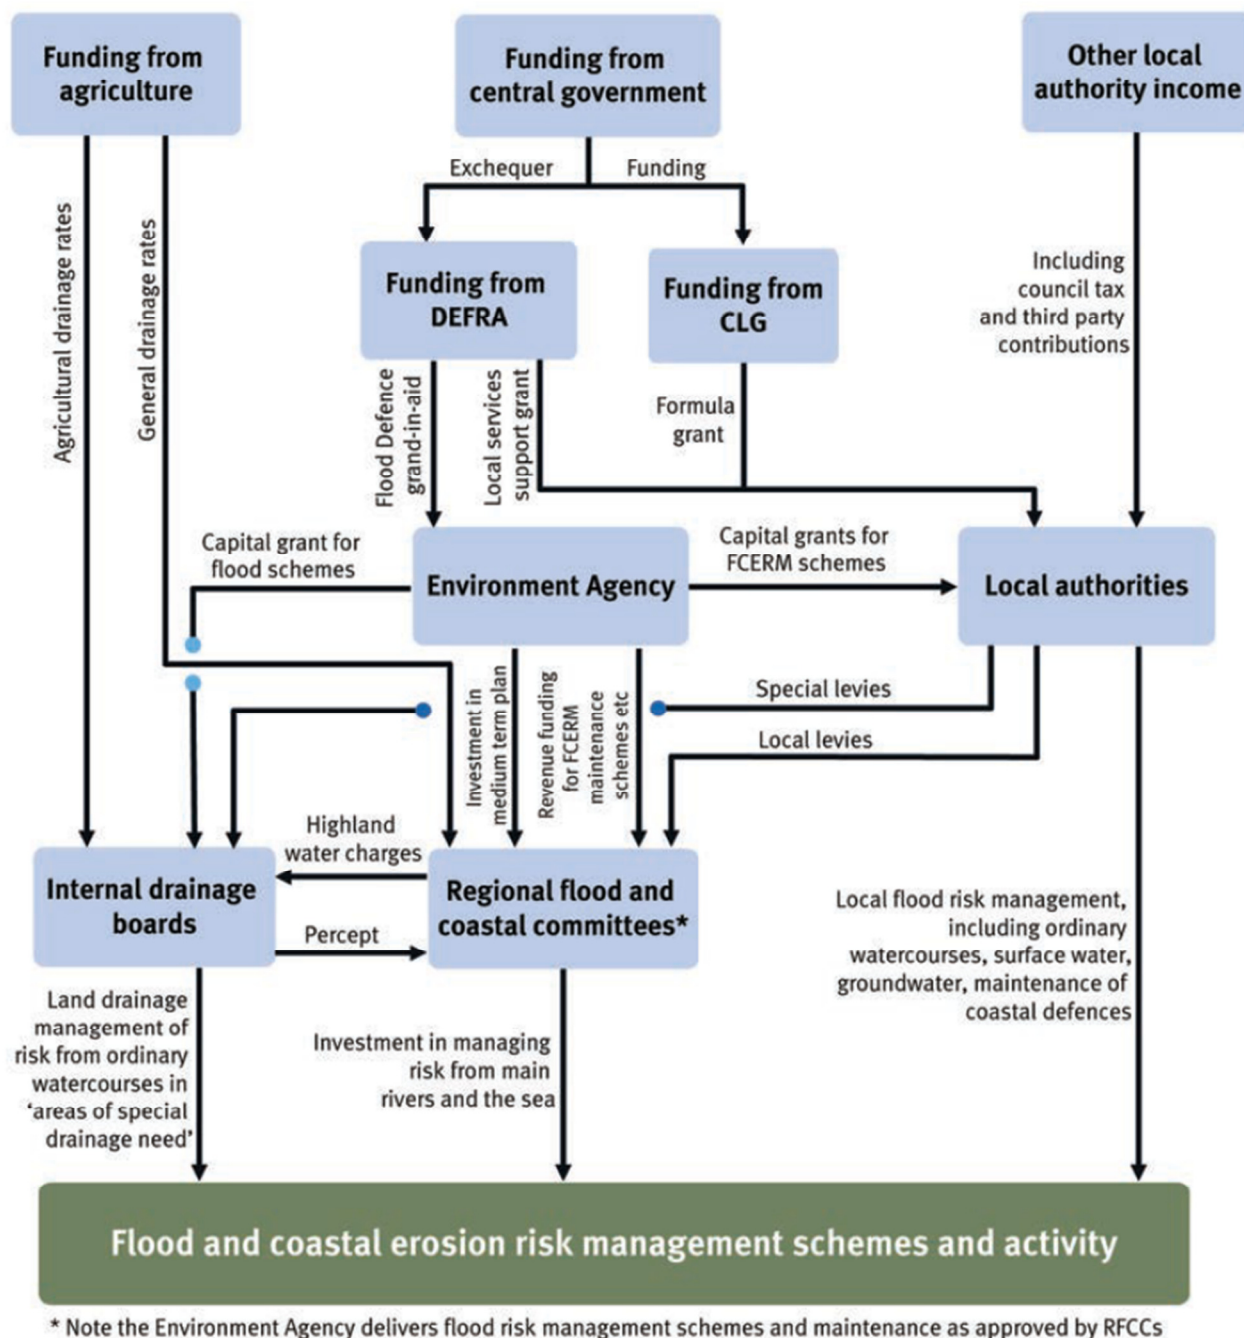 Funding from
agriculture
Funding from
central government
Other local
authority income
Exchequer
Funding
Agricultural drainage rates
General drainage rates
Funding from
DEFRA
Funding from
CLG
Including
council tax
and third party
contributions
Flood Defence
grand-in-aid
Local services
support grant
Formula
grant
Capital grant for
flood schemes
Environment Agency
Capital grants for
FCERM schemes
Local authorities
Investment in
medium term plan
Revenue funding
for FCERM
maintenance
schemes etc
Special levies
Local levies
Highland
water charges
Internal drainage
boards
Regional flood and
coastal committees*
Percept
Land drainage
management of
risk from ordinary
watercourses in
‘areas of special
drainage need’
Investment in managing
risk from main
rivers and the sea
Local flood risk management,
including ordinary
watercourses, surface water,
groundwater, maintenance of
coastal defences
Flood and coastal erosion risk management schemes and activity
* Note the Environment Agency delivers flood risk management schemes and maintenance as approved by RFCCs